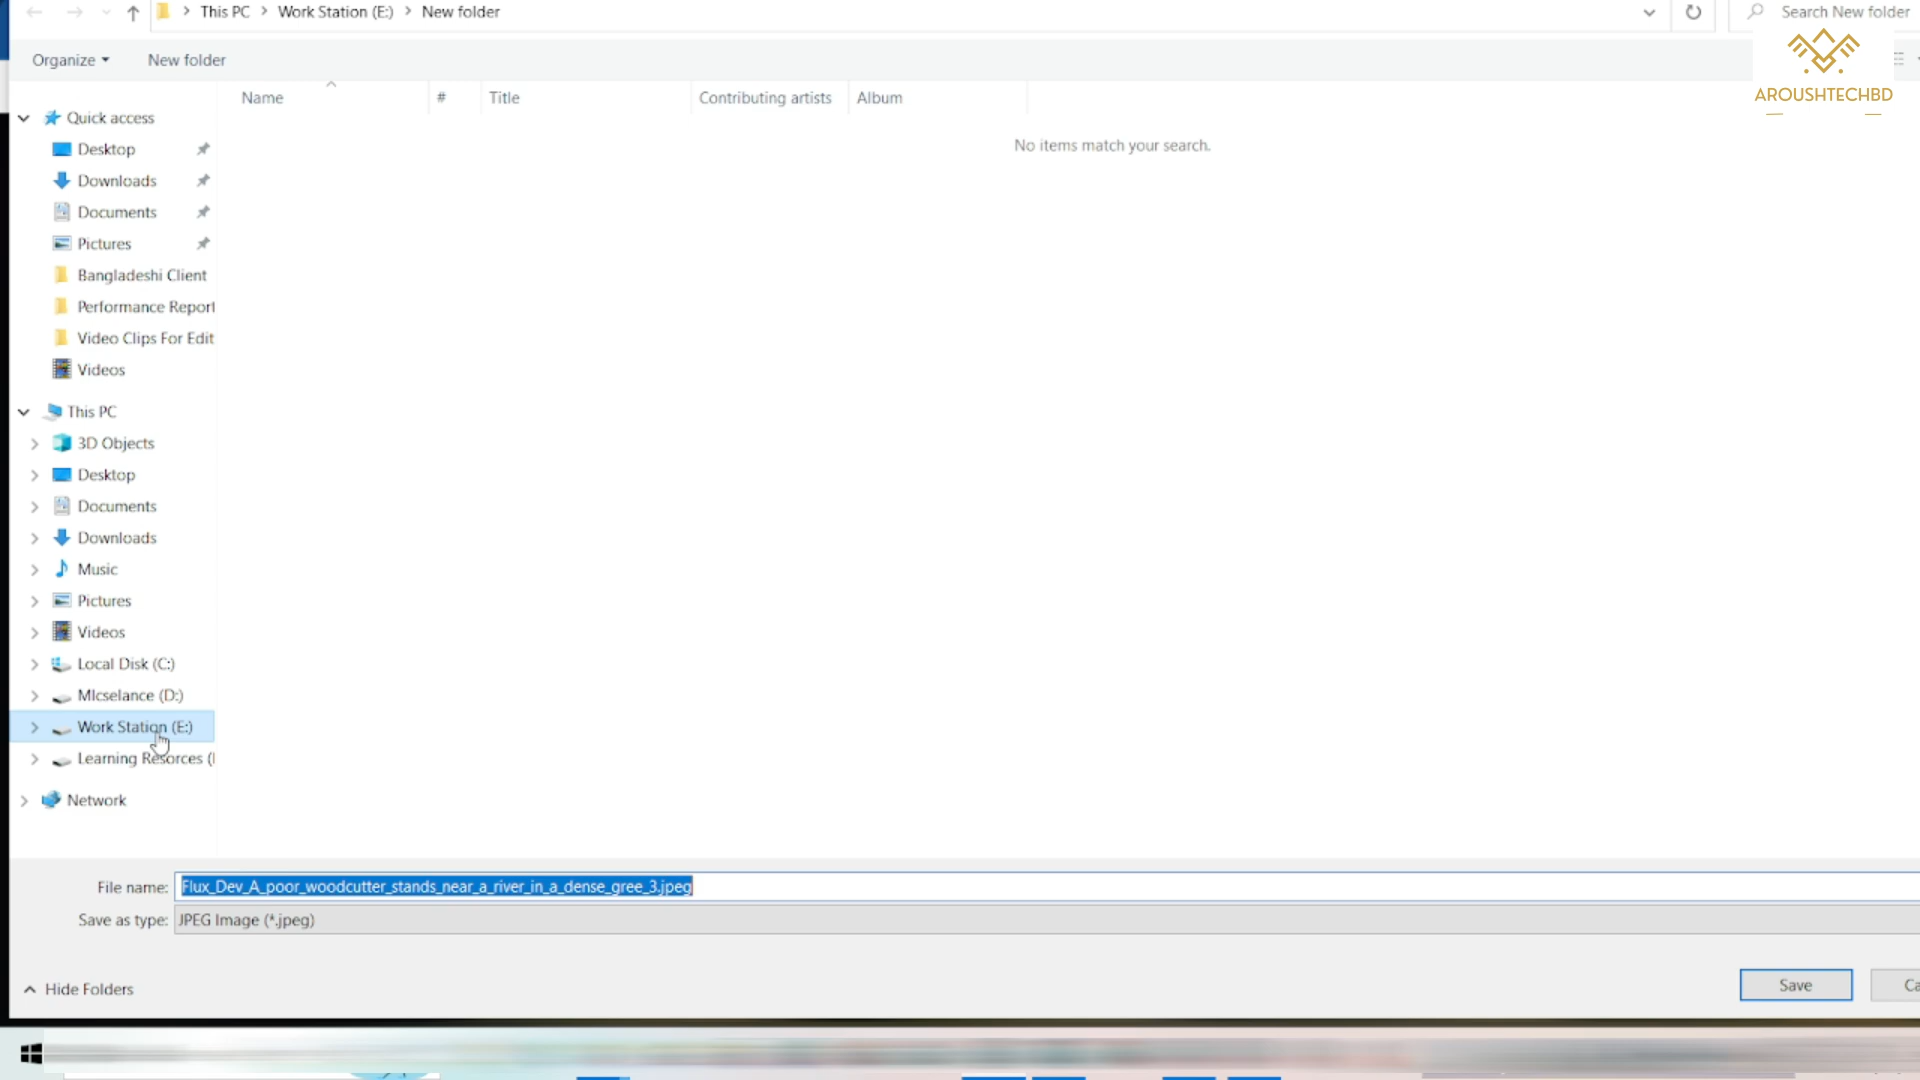 This PC > Work Station (E:) > New folder
Search New folder
Organize
New folder
AROUSHTECHBD
Name
#
Title
Contributing artists
Album
No items match your search.
Quick access
Desktop
Downloads
Documents
Pictures
Bangladeshi Client
Performance Report
Video Clips For Edit
Videos
This PC
3D Objects
Desktop
Documents
Downloads
Music
Pictures
Videos
Local Disk (C:)
MIcselance (D:)
Work Station (E:)
Learning Resorces (
Network
File name: Flux_Dev_A_poor_woodcutter_stands_near_a_river_in_a_dense_gree_3.jpeg
Save as type: JPEG Image (*.jpeg)
Hide Folders
Save
Ca